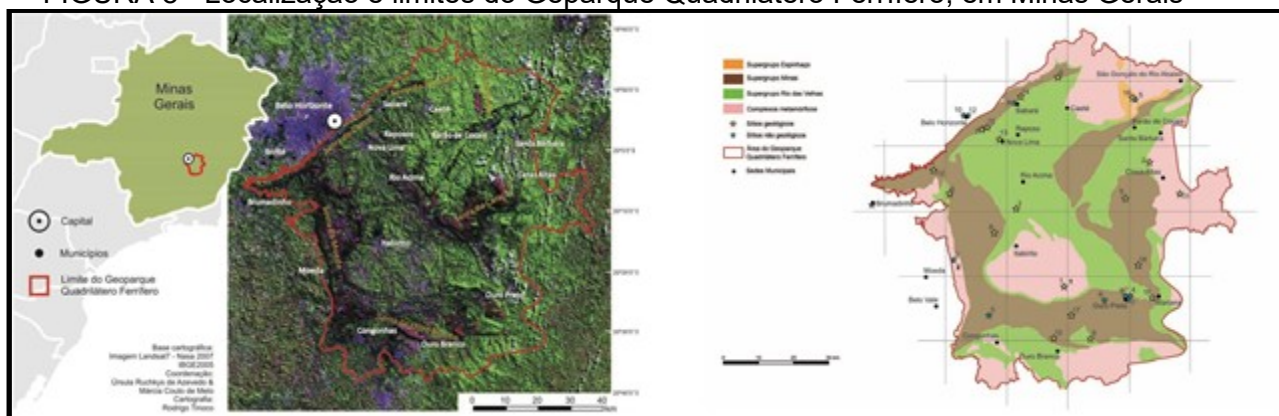 FIGURA 8 - Localização e limites do Geoparque Quadrilátero Ferrífero, em Minas Gerais
Minas
Gerais
Capital
Municípios
Limite do Geoparque
Quadrilátero Ferrífero
Base cartográfica:
Imagem Landsat7 - Nasa 2007
IBGE2005
Coordenação:
Úrsula Ruchkys de Azevedo &
Márcia Couto de Melo
Cartografia:
Rodrigo Tinoco
Belo Horizonte
Sabará
Caeté
Raposos
Nova Lima
Barão de Cocais
Santa Bárbara
Catas Altas
Rio Acima
Brumadinho
Itabirito
Moeda
Ouro Preto
Congonhas
Ouro Branco
0 10 20 30 40
Km
Supergrupo Espinhaço
Supergrupo Minas
Supergrupo Rio das Velhas
Complexos metamórficos
Sítios geológicos
Sítios não geológicos
Área do Geoparque
Quadrilátero Ferrífero
Sedes Municipais
São Gonçalo do Rio Abaixo
Belo Horizonte
Sabará
Caeté
Raposos
Nova Lima
Barão de Cocais
Santa Bárbara
Catas Altas
Rio Acima
Brumadinho
Itabirito
Moeda
Belo Vale
Ouro Preto
Mariana
Congonhas
Ouro Branco